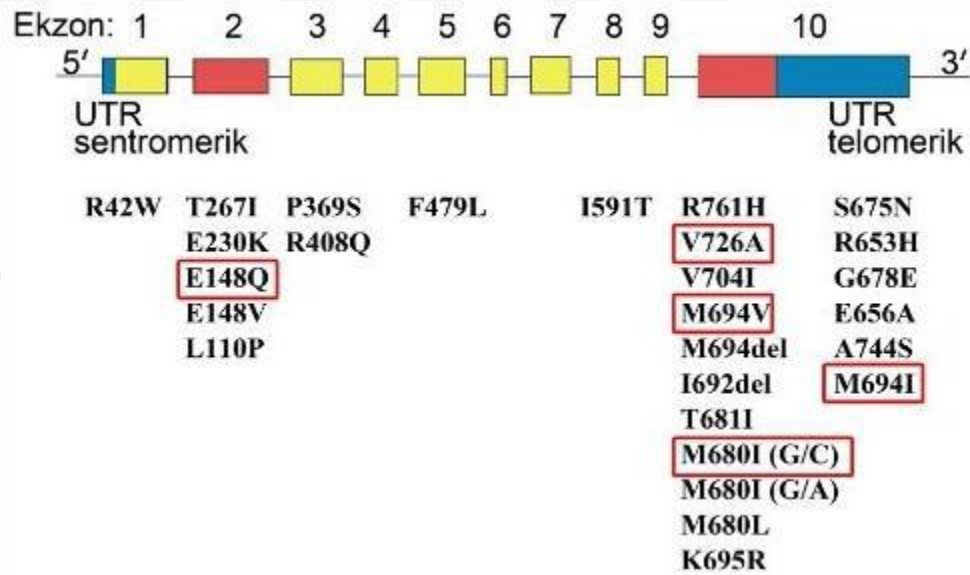 Ekzon: 1 2 3 4 5 6 7 8 9 10
5′ 3′
UTR UTR
sentromerik telomerik
R42W T267I P369S F479L I591T R761H S675N
E230K R408Q V726A R653H
E148Q V704I G678E
E148V M694V E656A
L110P M694del A744S
I692del M694I
T681I
M680I (G/C)
M680I (G/A)
M680L
K695R